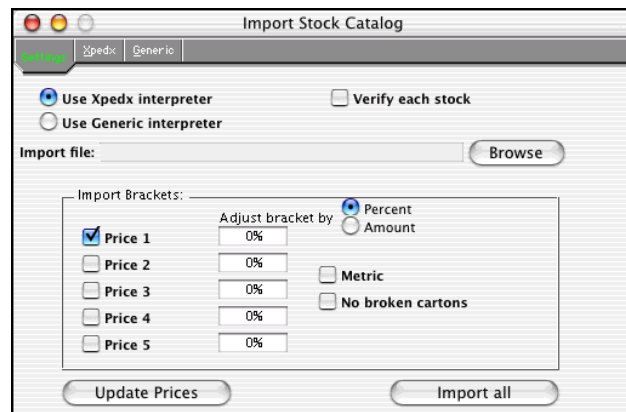 Import Stock Catalog
Settings Xpedx Generic
Use Xpedx interpreter
Verify each stock
Use Generic interpreter
Import file:
Browse
Import Brackets:
Adjust bracket by
Percent
Amount
Price 1 0%
Price 2 0%
Metric
Price 3 0%
No broken cartons
Price 4 0%
Price 5 0%
Update Prices
Import all